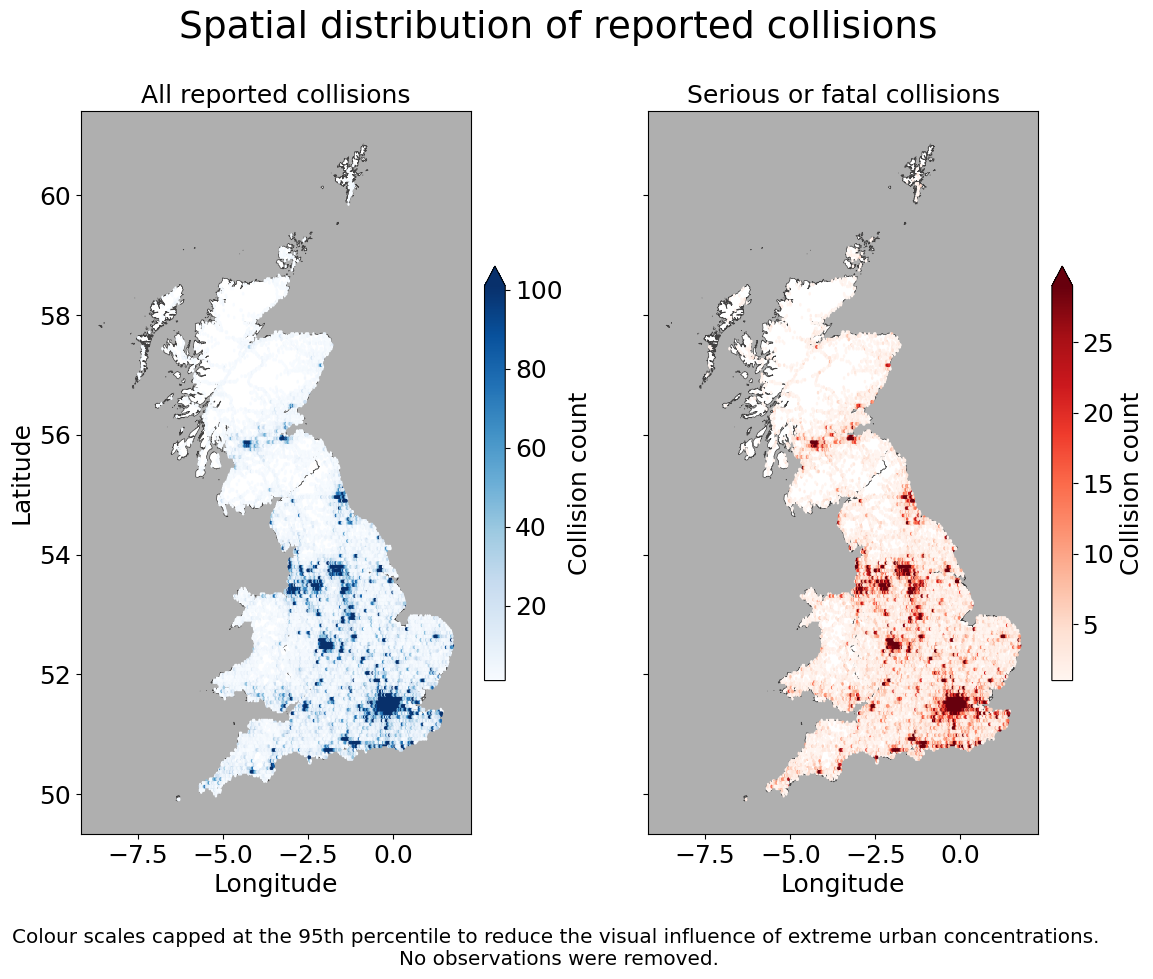 Spatial distribution of reported collisions
All reported collisions
Serious or fatal collisions
60
58
56
54
52
50
Latitude
−7.5 −5.0 −2.5 0.0
Longitude
100
80
60
40
20
Collision count
−7.5 −5.0 −2.5 0.0
Longitude
25
20
15
10
5
Collision count
Colour scales capped at the 95th percentile to reduce the visual influence of extreme urban concentrations.
No observations were removed.